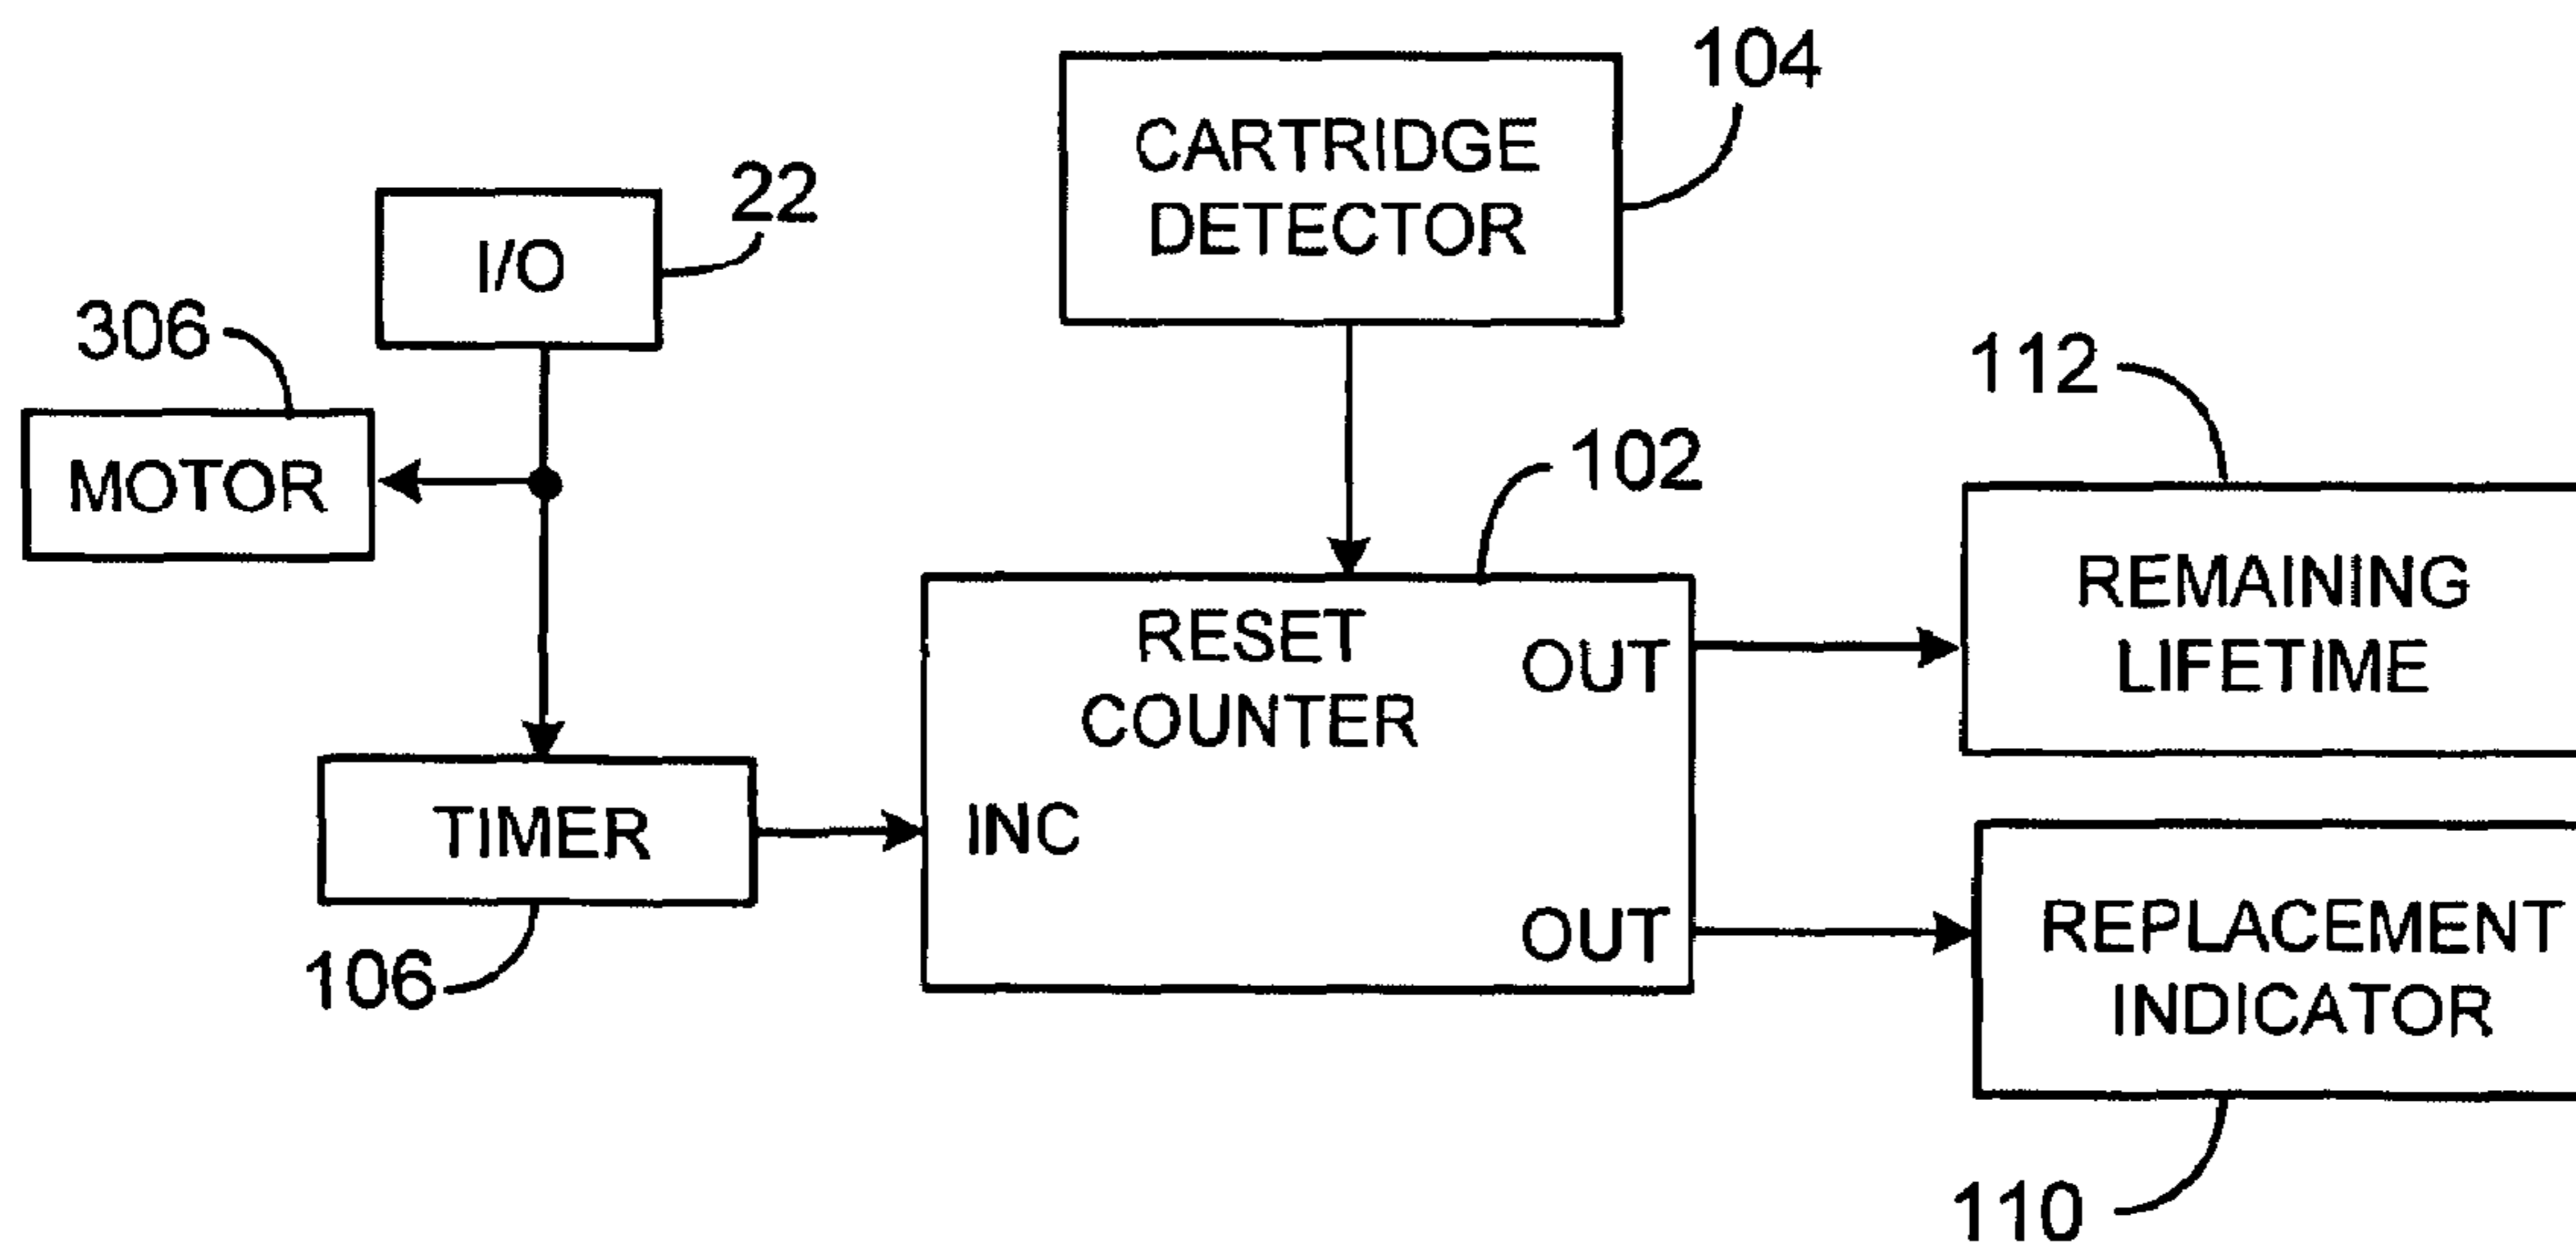 104
CARTRIDGE
DETECTOR
22
I/O
306
MOTOR
112
102
REMAINING
LIFETIME
RESET
COUNTER
OUT
TIMER
INC
OUT
REPLACEMENT
INDICATOR
106
110